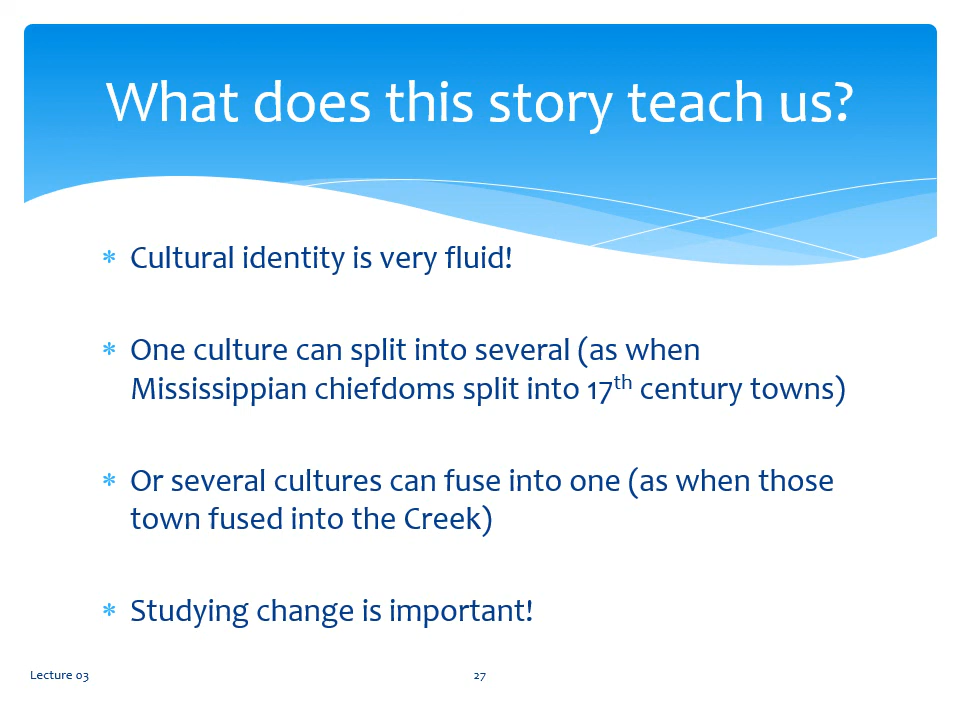 What does this story teach us?
* Cultural identity is very fluid!
* One culture can split into several (as when
Mississippian chiefdoms split into 17th century towns)
* Or several cultures can fuse into one (as when those
town fused into the Creek)
* Studying change is important!
Lecture 03
27